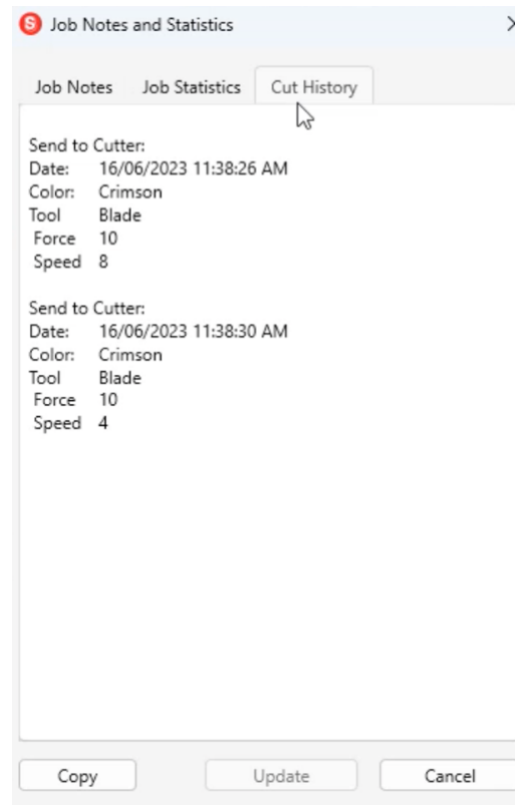 S Job Notes and Statistics
Job Notes Job Statistics Cut History
Send to Cutter:
Date: 16/06/2023 11:38:26 AM
Color: Crimson
Tool Blade
Force 10
Speed 8
Send to Cutter:
Date: 16/06/2023 11:38:30 AM
Color: Crimson
Tool Blade
Force 10
Speed 4
Copy Update Cancel